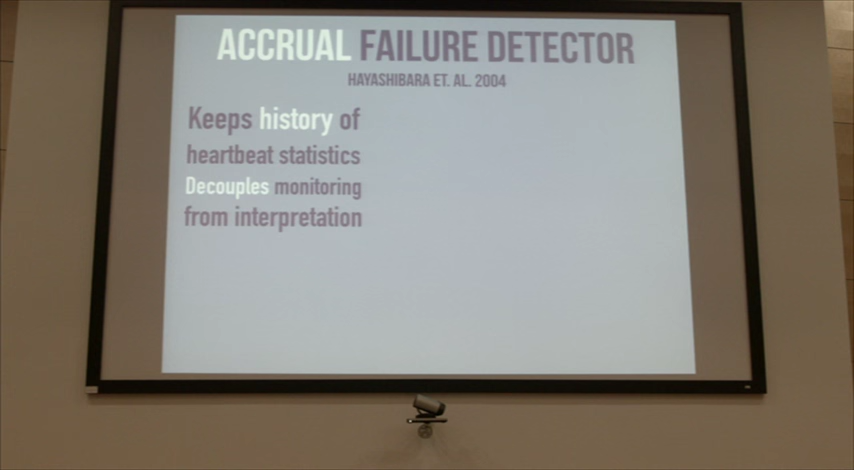 ACCRUAL FAILURE DETECTOR
HAYASHIBARA ET. AL. 2004
Keeps history of
heartbeat statistics
Decouples monitoring
from interpretation